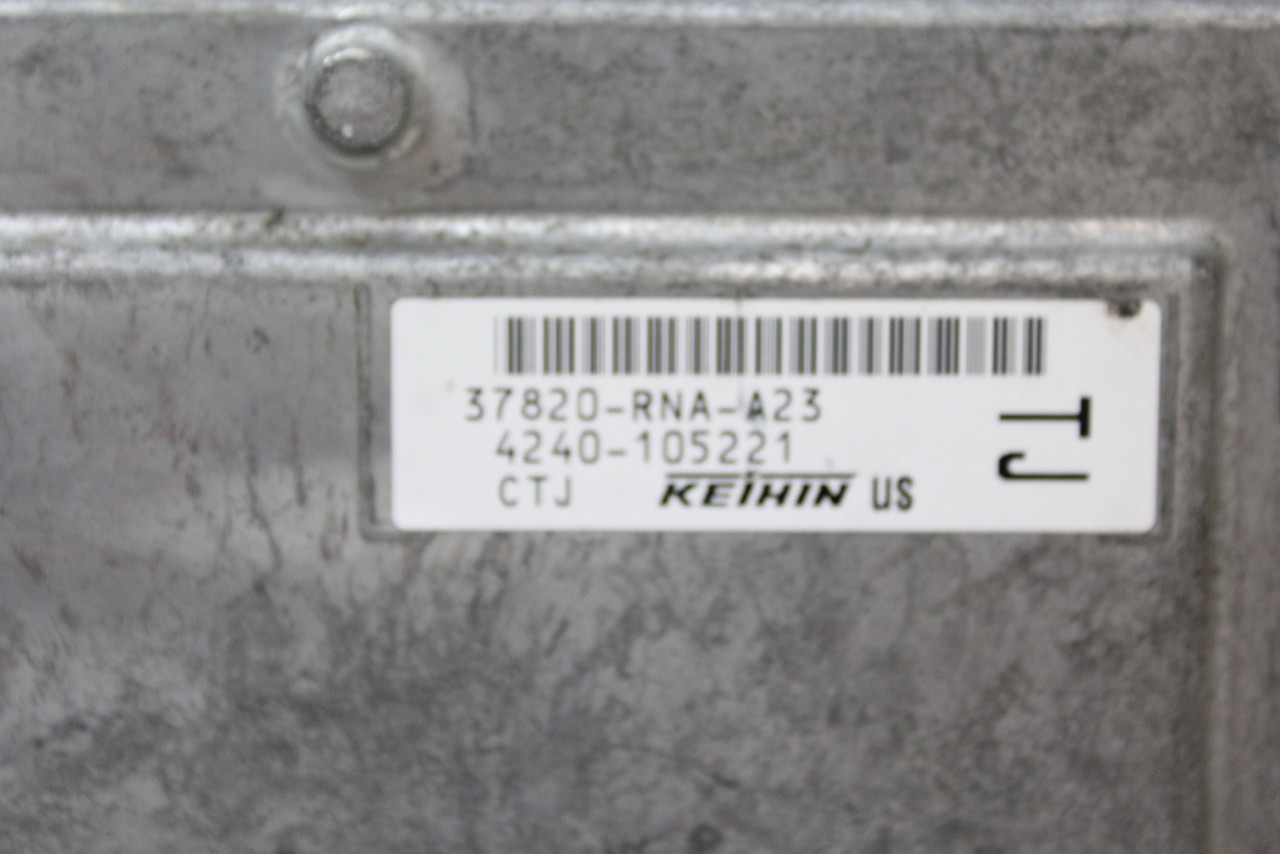 37820-RNA-A23
4240-105221
CTJ KEIHIN US
TJ